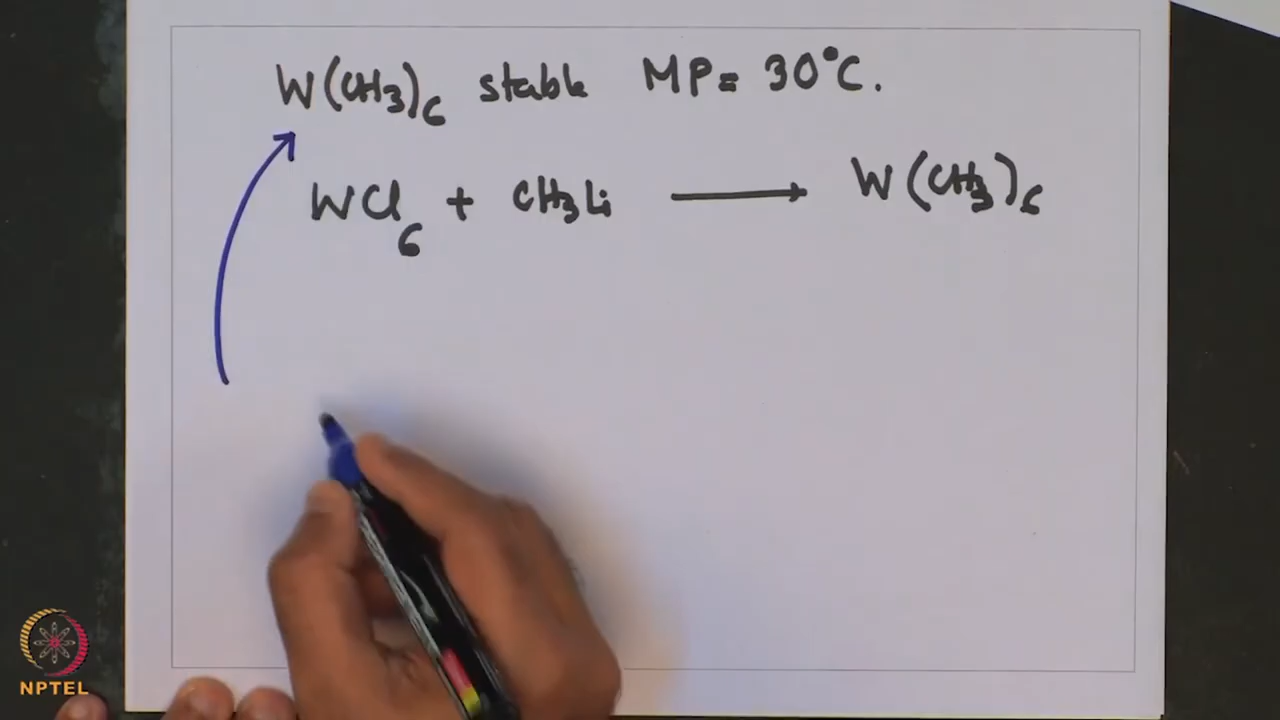 W(CH3)6 stable MP= 30°C.
WCl6 + CH3Li ⟶ W(CH3)6
NPTEL